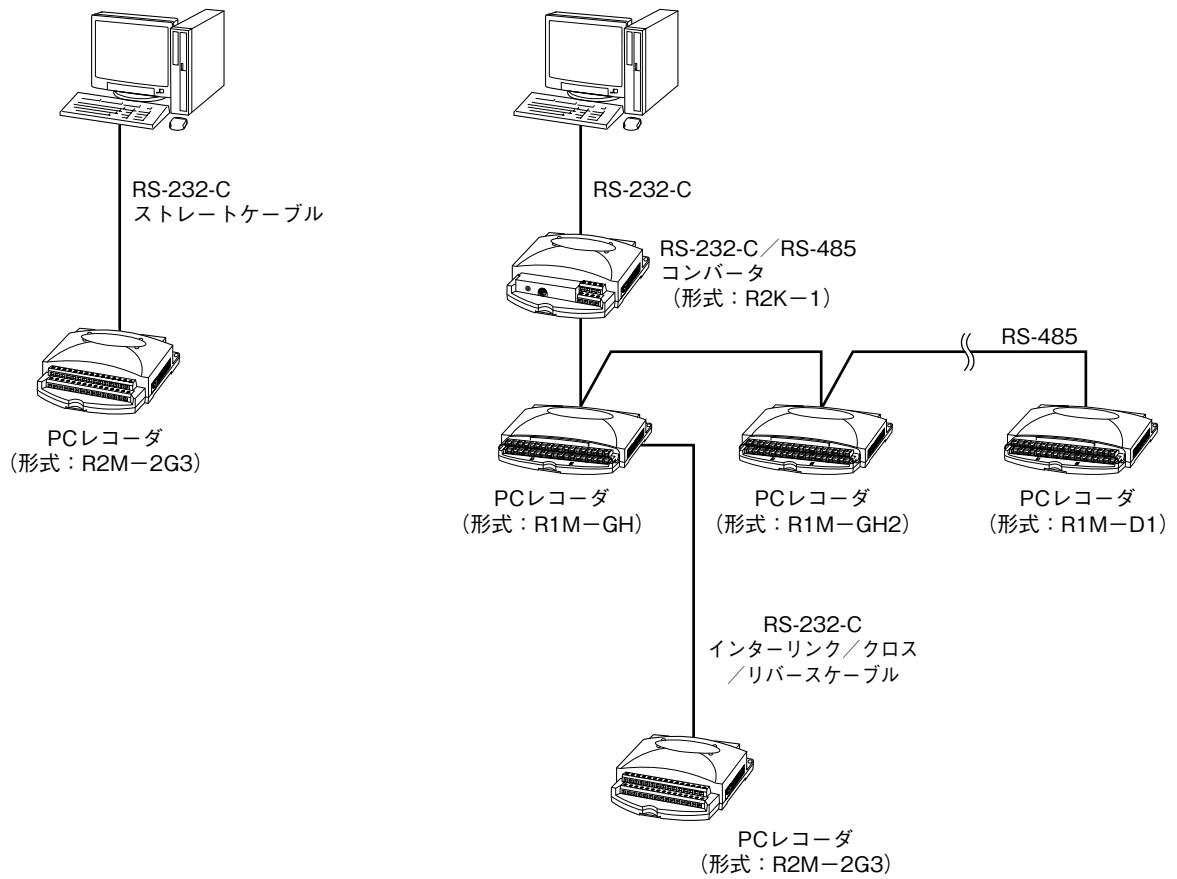 RS-232-C
ストレートケーブル
PCレコーダ
（形式：R2M－2G3）
RS-232-C
RS-232-C／RS-485
コンバータ
（形式：R2K－1）
RS-485
PCレコーダ
（形式：R1M－GH）
PCレコーダ
（形式：R1M－GH2）
PCレコーダ
（形式：R1M－D1）
RS-232-C
インターリンク／クロス
／リバースケーブル
PCレコーダ
（形式：R2M－2G3）